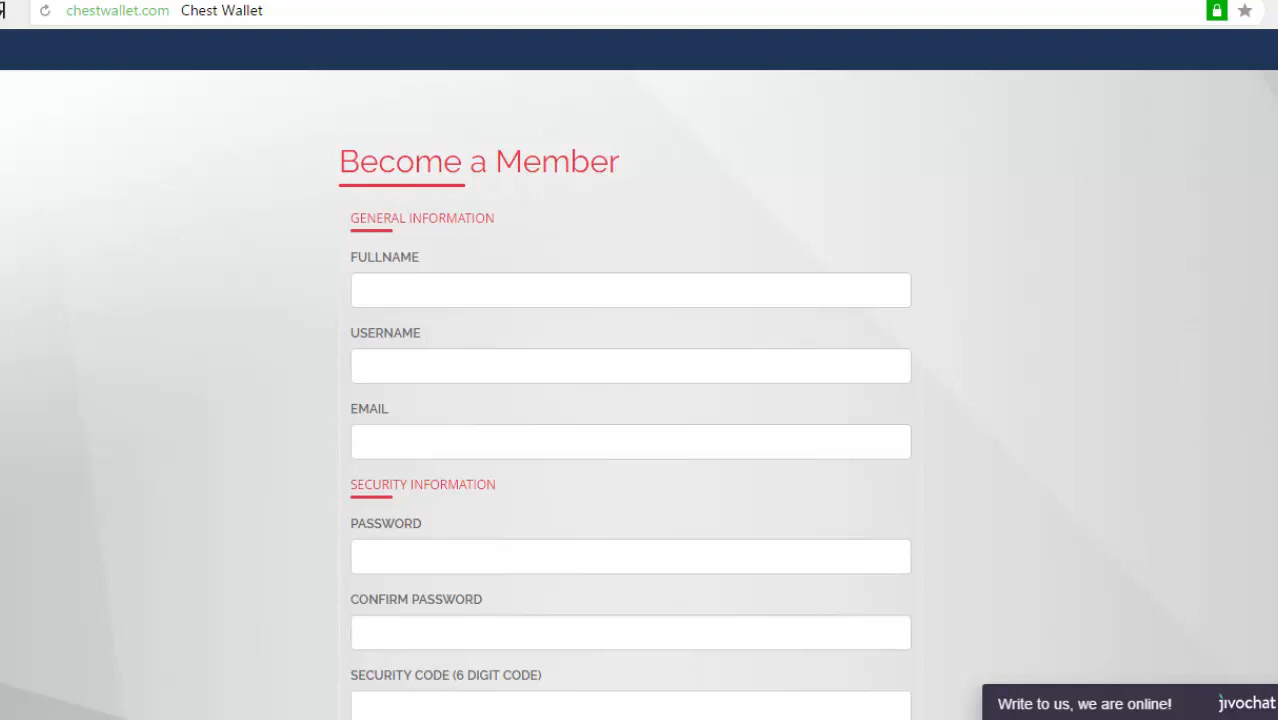 chestwallet.com Chest Wallet
Become a Member
GENERAL INFORMATION
FULLNAME
USERNAME
EMAIL
SECURITY INFORMATION
PASSWORD
CONFIRM PASSWORD
SECURITY CODE (6 DIGIT CODE)
Write to us, we are online! jivochat